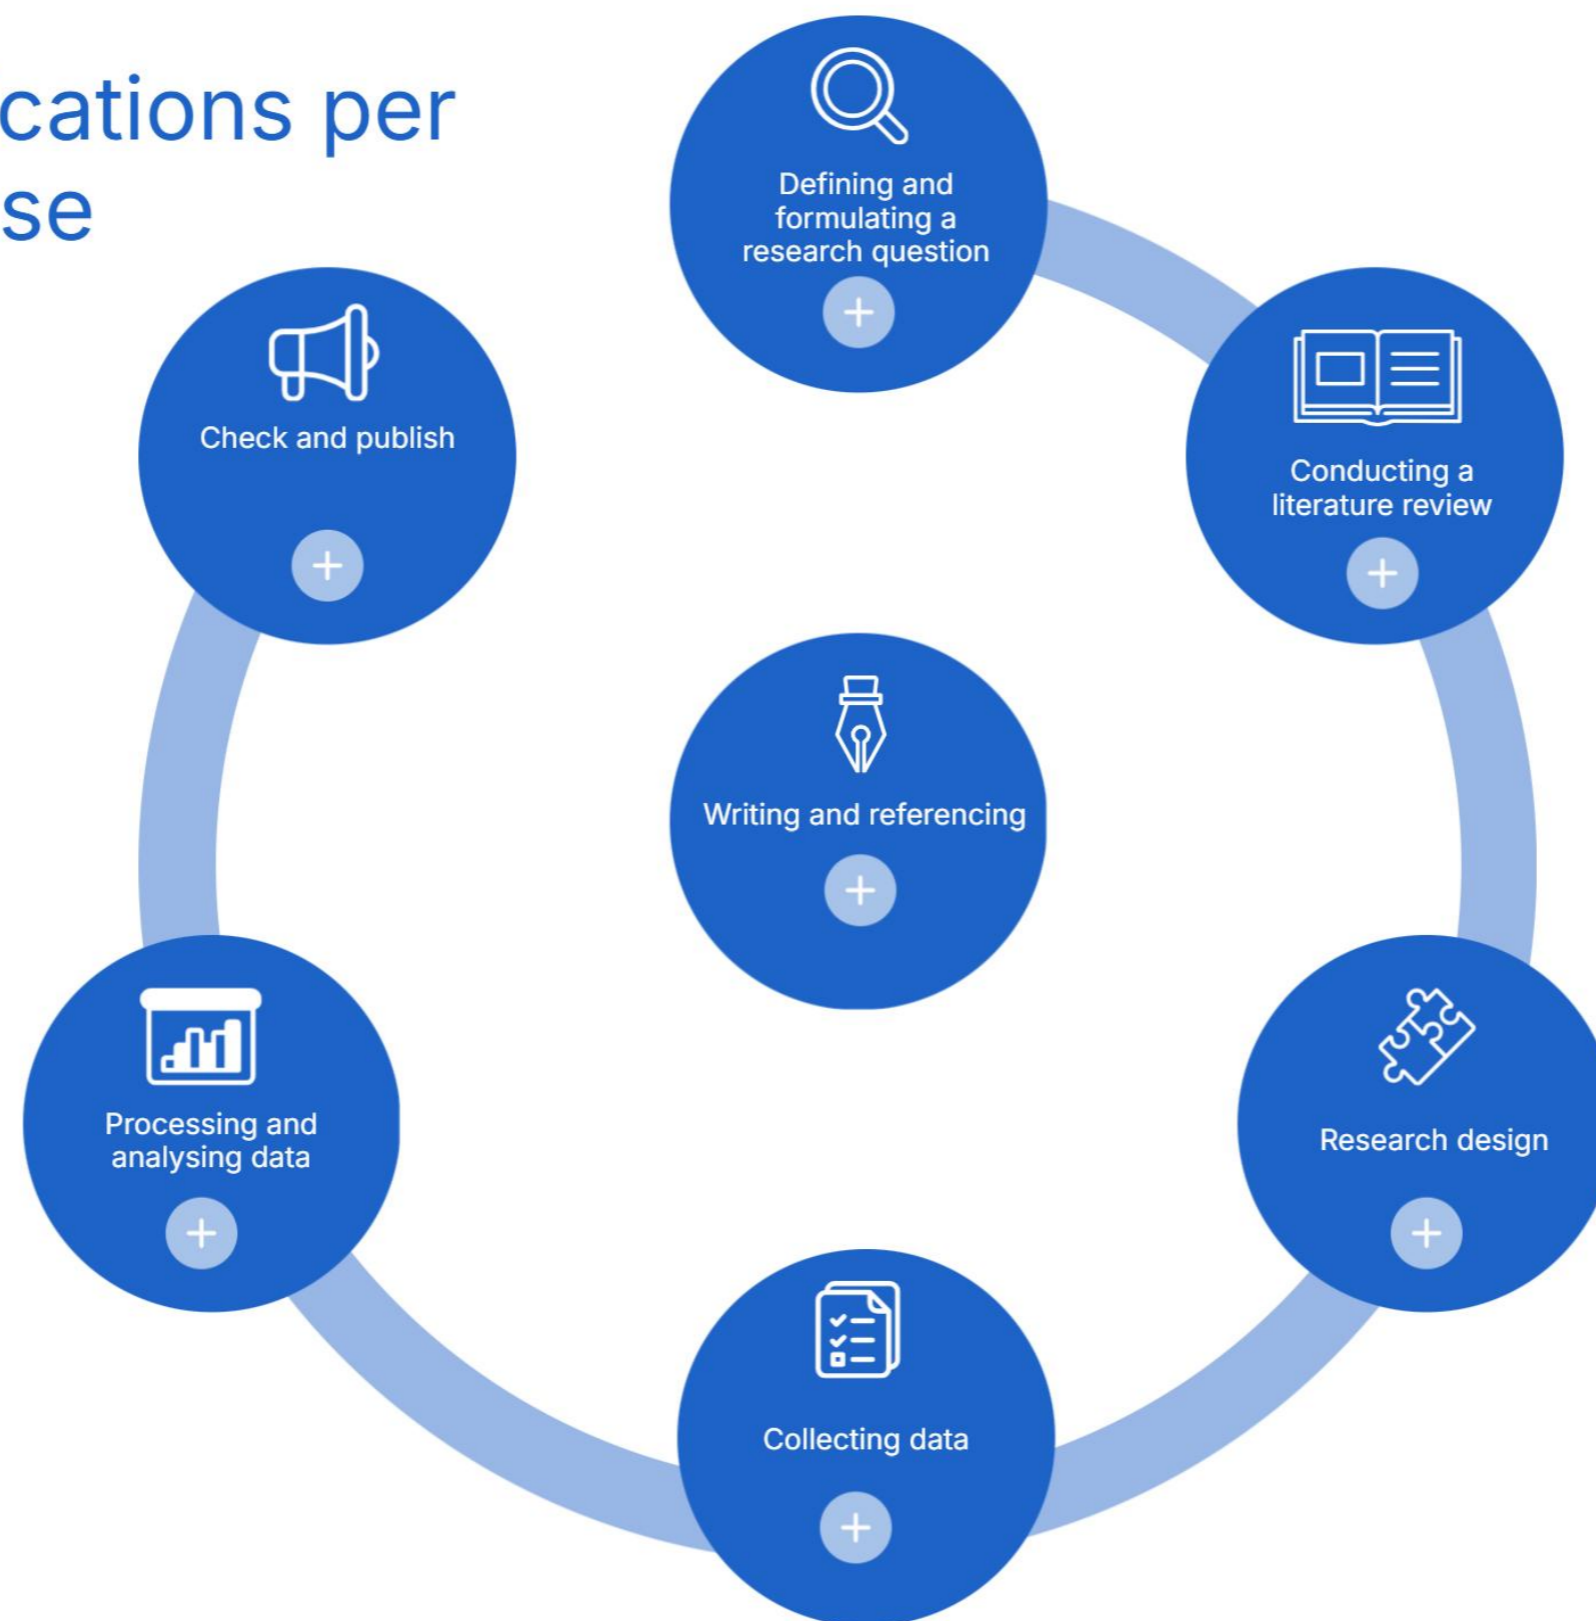 cations per
se
Defining and
formulating a
research question
Conducting a
literature review
Check and publish
Writing and referencing
Processing and
analysing data
Research design
Collecting data